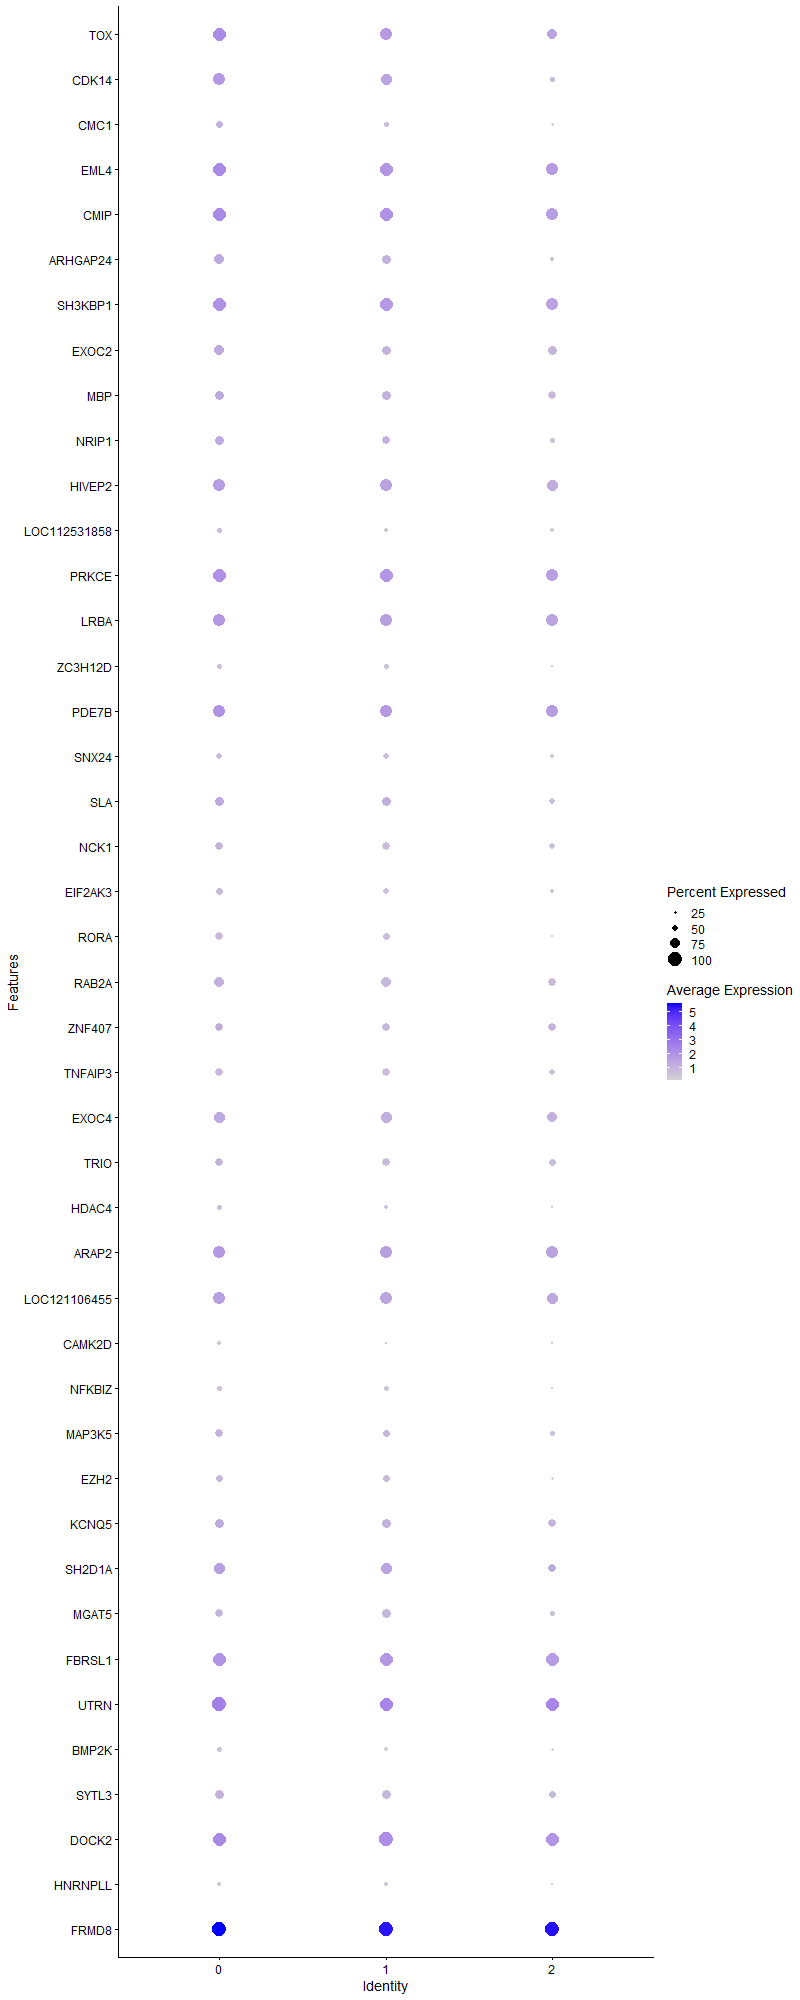 TOX
CDK14
CMC1
EML4
CMIP
ARHGAP24
SH3KBP1
EXOC2
MBP
NRIP1
HIVEP2
LOC112531858
PRKCE
LRBA
ZC3H12D
PDE7B
SNX24
SLA
NCK1
EIF2AK3
RORA
RAB2A
ZNF407
TNFAIP3
EXOC4
TRIO
HDAC4
ARAP2
LOC121106455
CAMK2D
NFKBIZ
MAP3K5
EZH2
KCNQ5
SH2D1A
MGAT5
FBRSL1
UTRN
BMP2K
SYTL3
DOCK2
HNRNPLL
FRMD8
Features
0 1 2
Identity
Percent Expressed
25
50
75
100
Average Expression
5
4
3
2
1